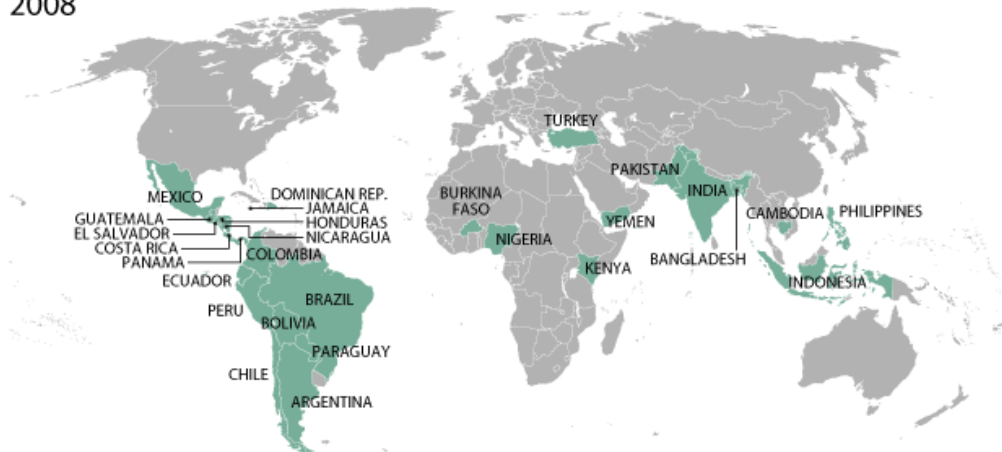 2008
TURKEY
PAKISTAN
INDIA
MEXICO
DOMINICAN REP.
JAMAICA
BURKINA
FASO
GUATEMALA
HONDURAS
EL SALVADOR
NICARAGUA
COSTA RICA
PANAMA
COLOMBIA
YEMEN
CAMBODIA
PHILIPPINES
NIGERIA
BANGLADESH
KENYA
ECUADOR
INDONESIA
PERU
BRAZIL
BOLIVIA
PARAGUAY
CHILE
ARGENTINA